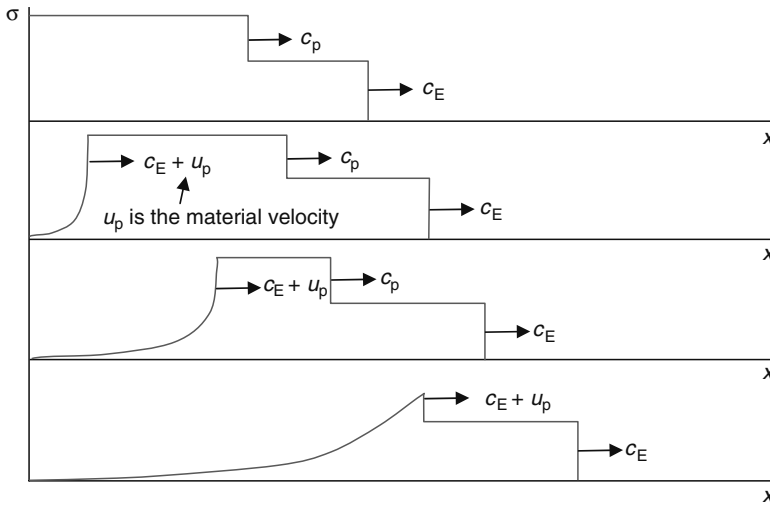 σ
c_p
c_E
x
c_E + u_p
c_p
u_p is the material velocity
c_E
x
c_E + u_p
c_p
c_E
x
c_E + u_p
c_E
x